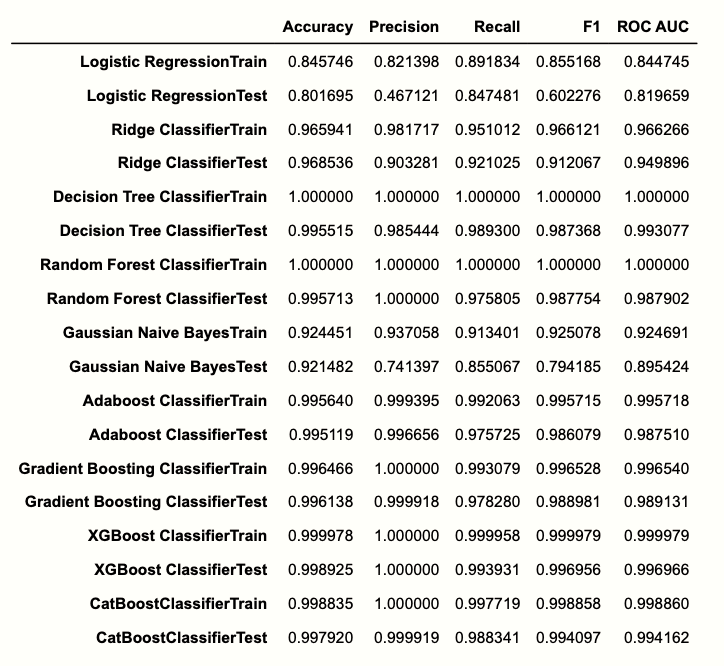 Accuracy Precision Recall F1 ROC AUC
Logistic RegressionTrain 0.845746 0.821398 0.891834 0.855168 0.844745
Logistic RegressionTest 0.801695 0.467121 0.847481 0.602276 0.819659
Ridge ClassifierTrain 0.965941 0.981717 0.951012 0.966121 0.966266
Ridge ClassifierTest 0.968536 0.903281 0.921025 0.912067 0.949896
Decision Tree ClassifierTrain 1.000000 1.000000 1.000000 1.000000 1.000000
Decision Tree ClassifierTest 0.995515 0.985444 0.989300 0.987368 0.993077
Random Forest ClassifierTrain 1.000000 1.000000 1.000000 1.000000 1.000000
Random Forest ClassifierTest 0.995713 1.000000 0.975805 0.987754 0.987902
Gaussian Naive BayesTrain 0.924451 0.937058 0.913401 0.925078 0.924691
Gaussian Naive BayesTest 0.921482 0.741397 0.855067 0.794185 0.895424
Adaboost ClassifierTrain 0.995640 0.999395 0.992063 0.995715 0.995718
Adaboost ClassifierTest 0.995119 0.996656 0.975725 0.986079 0.987510
Gradient Boosting ClassifierTrain 0.996466 1.000000 0.993079 0.996528 0.996540
Gradient Boosting ClassifierTest 0.996138 0.999918 0.978280 0.988981 0.989131
XGBoost ClassifierTrain 0.999978 1.000000 0.999958 0.999979 0.999979
XGBoost ClassifierTest 0.998925 1.000000 0.993931 0.996956 0.996966
CatBoostClassifierTrain 0.998835 1.000000 0.997719 0.998858 0.998860
CatBoostClassifierTest 0.997920 0.999919 0.988341 0.994097 0.994162